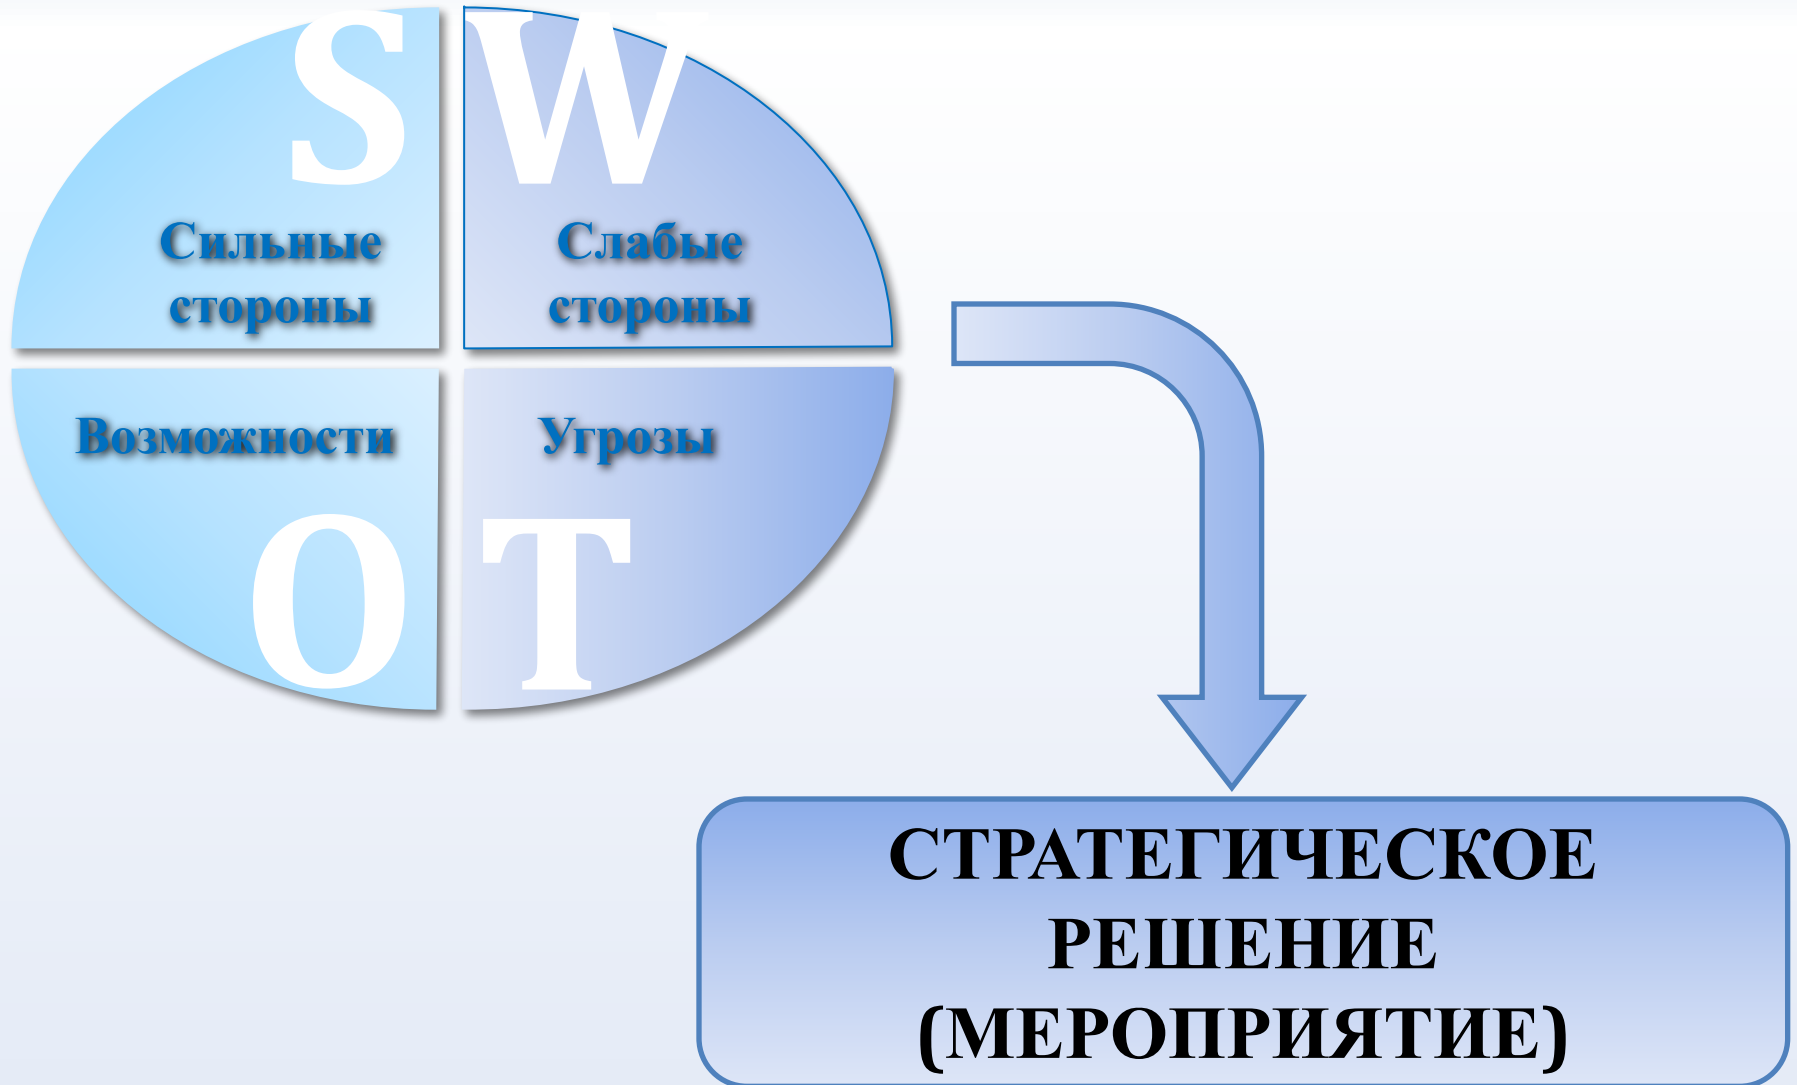 S W
Сильные
стороны
Слабые
стороны
Возможности
Угрозы
O T
СТРАТЕГИЧЕСКОЕ
РЕШЕНИЕ
(МЕРОПРИЯТИЕ)